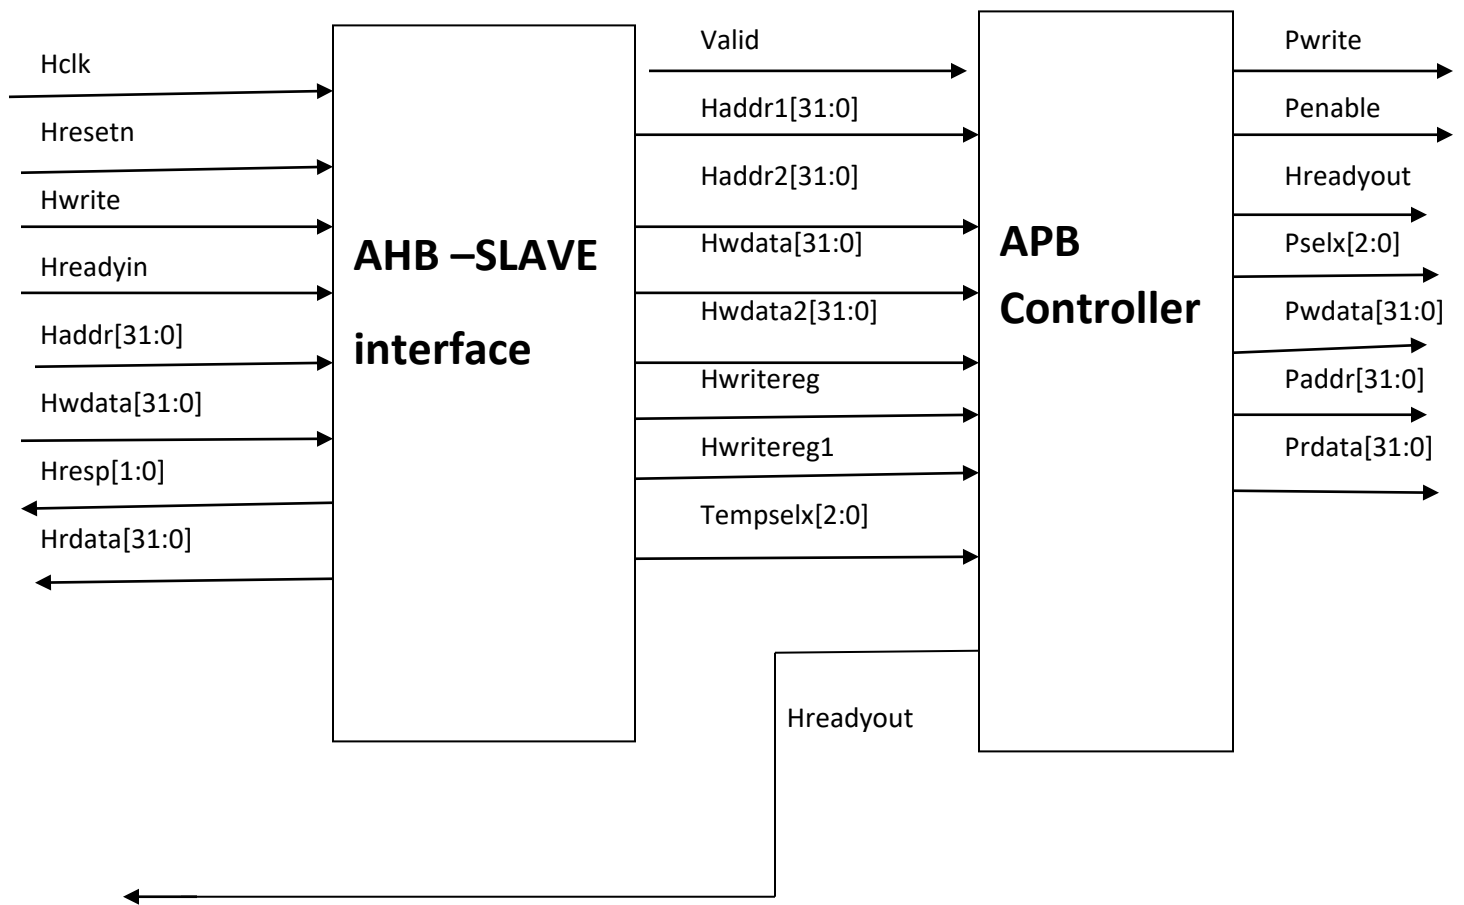 Hclk
Hresetn
Hwrite
Hreadyin
Haddr[31:0]
Hwdata[31:0]
Hresp[1:0]
Hrdata[31:0]
AHB –SLAVE
interface
Valid
Haddr1[31:0]
Haddr2[31:0]
Hwdata[31:0]
Hwdata2[31:0]
Hwritereg
Hwritereg1
Tempselx[2:0]
Hreadyout
APB
Controller
Pwrite
Penable
Hreadyout
Pselx[2:0]
Pwdata[31:0]
Paddr[31:0]
Prdata[31:0]